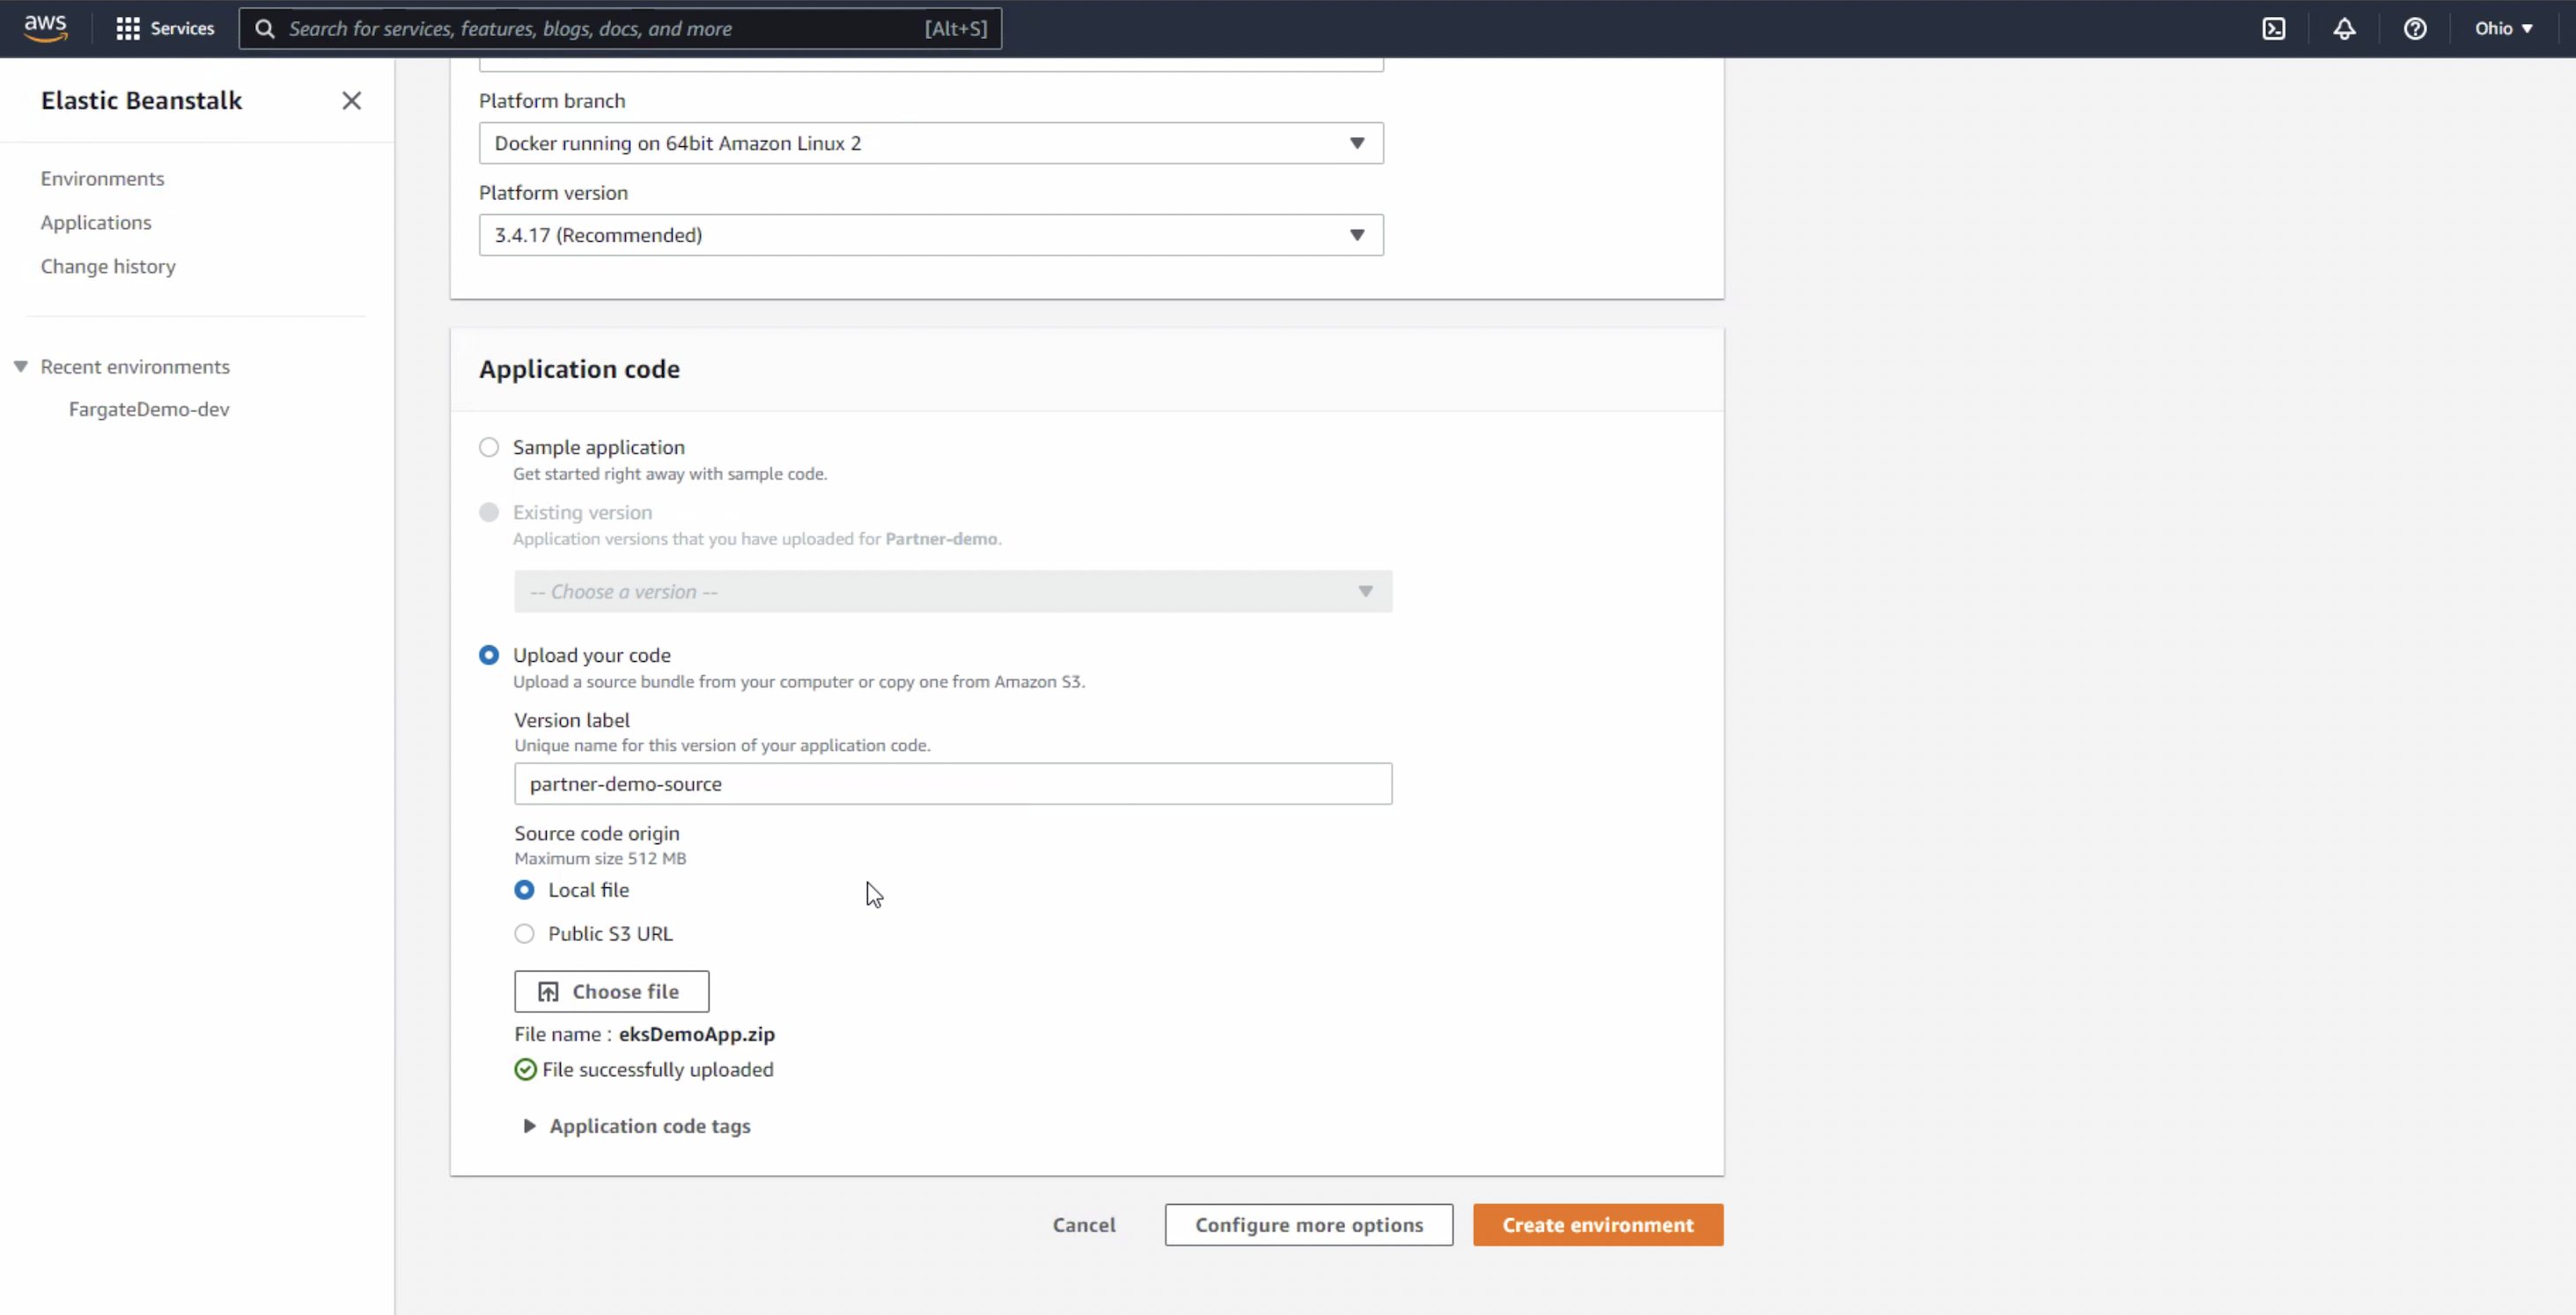 aws
Services
Search for services, features, blogs, docs, and more
[Alt+S]
Ohio
Elastic Beanstalk
Environments
Applications
Change history
Recent environments
FargateDemo-dev
Platform branch
Docker running on 64bit Amazon Linux 2
Platform version
3.4.17 (Recommended)
Application code
Sample application
Get started right away with sample code.
Existing version
Application versions that you have uploaded for Partner-demo.
-- Choose a version --
Upload your code
Upload a source bundle from your computer or copy one from Amazon S3.
Version label
Unique name for this version of your application code.
partner-demo-source
Source code origin
Maximum size 512 MB
Local file
Public S3 URL
Choose file
File name : eksDemoApp.zip
File successfully uploaded
Application code tags
Cancel
Configure more options
Create environment